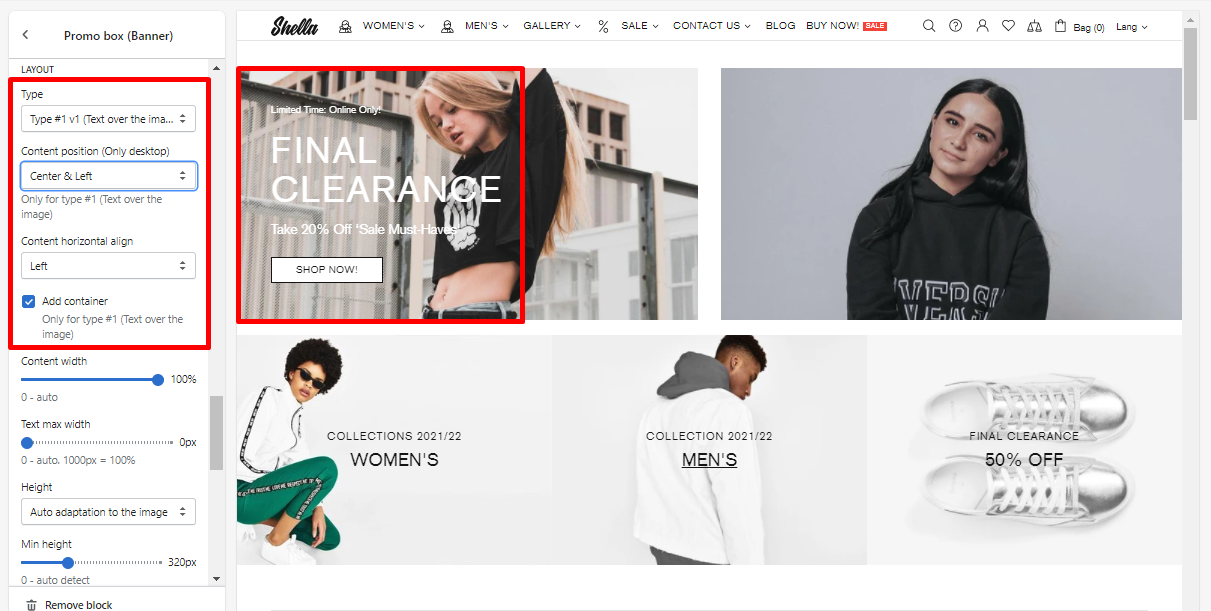 Promo box (Banner)
LAYOUT
Type
Type #1 v1 (Text over the ima...
Content position (Only desktop)
Center & Left
Only for type #1 (Text over the
image)
Content horizontal align
Left
Add container
Only for type #1 (Text over the
image)
Content width
100%
0 - auto
Text max width
0px
0 - auto. 1000px = 100%
Height
Auto adaptation to the image
Min height
320px
0 - auto detect
Remove block
Shella WOMEN'S MEN'S GALLERY % SALE CONTACT US BLOG BUY NOW! SALE Bag (0) Lang
Limited Time: Online Only!
FINAL
CLEARANCE
Take 20% Off 'Sale Must-Haves'
SHOP NOW!
COLLECTIONS 2021/22
WOMEN'S
COLLECTION 2021/22
MEN'S
FINAL CLEARANCE
50% OFF